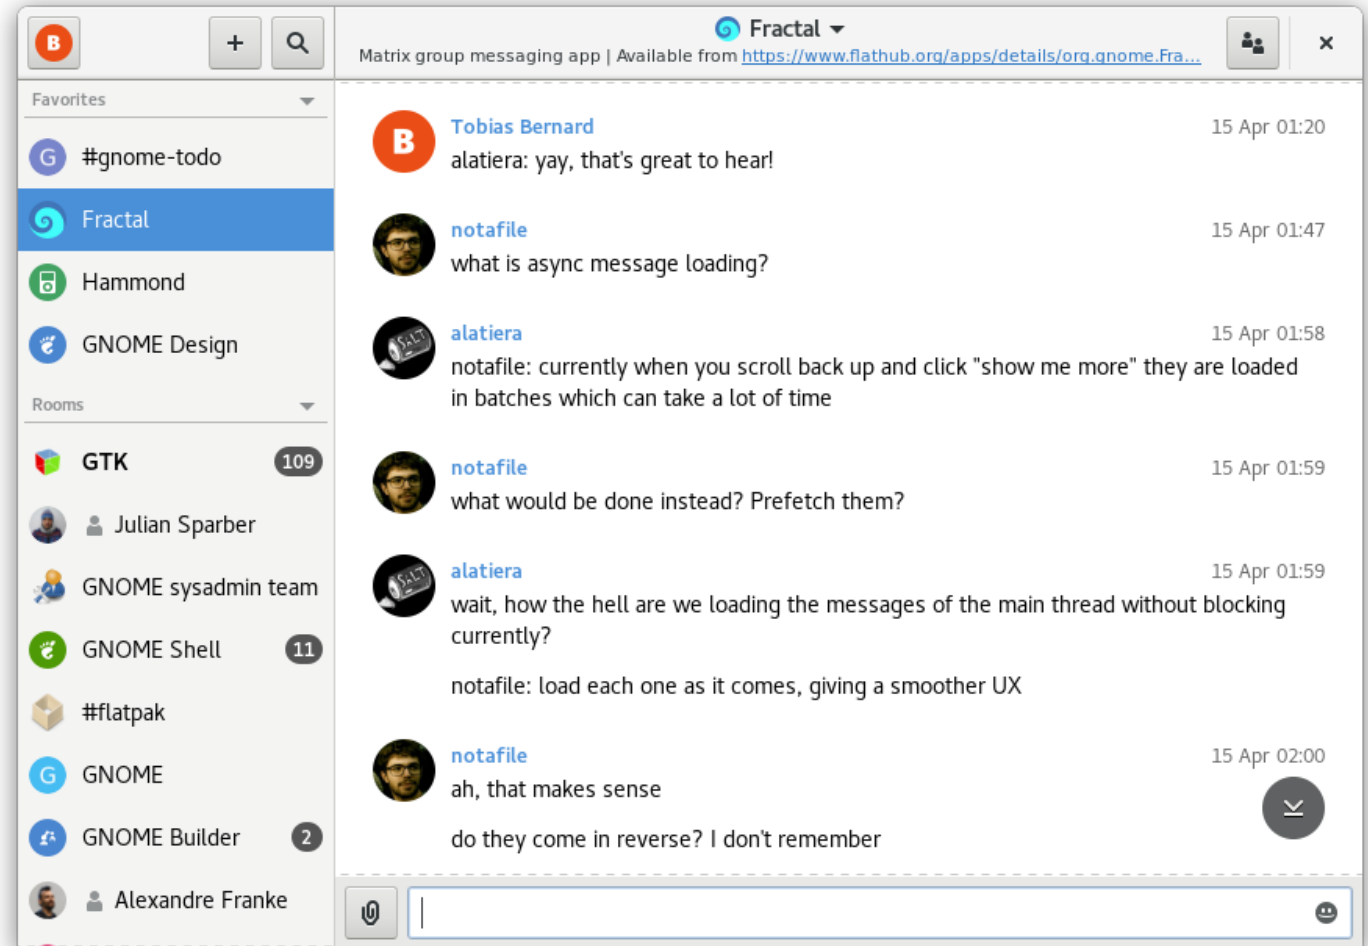 B
+
Fractal
Matrix group messaging app | Available from https://www.flathub.org/apps/details/org.gnome.Fra...
Favorites
G #gnome-todo
Fractal
Hammond
GNOME Design
Rooms
GTK 109
Julian Sparber
GNOME sysadmin team
GNOME Shell 11
#flatpak
G GNOME
GNOME Builder 2
Alexandre Franke
B
Tobias Bernard 15 Apr 01:20
alatiera: yay, that's great to hear!
notafile 15 Apr 01:47
what is async message loading?
SALT
alatiera 15 Apr 01:58
notafile: currently when you scroll back up and click "show me more" they are loaded
in batches which can take a lot of time
notafile 15 Apr 01:59
what would be done instead? Prefetch them?
SALT
alatiera 15 Apr 01:59
wait, how the hell are we loading the messages of the main thread without blocking
currently?
notafile: load each one as it comes, giving a smoother UX
notafile 15 Apr 02:00
ah, that makes sense
do they come in reverse? I don't remember